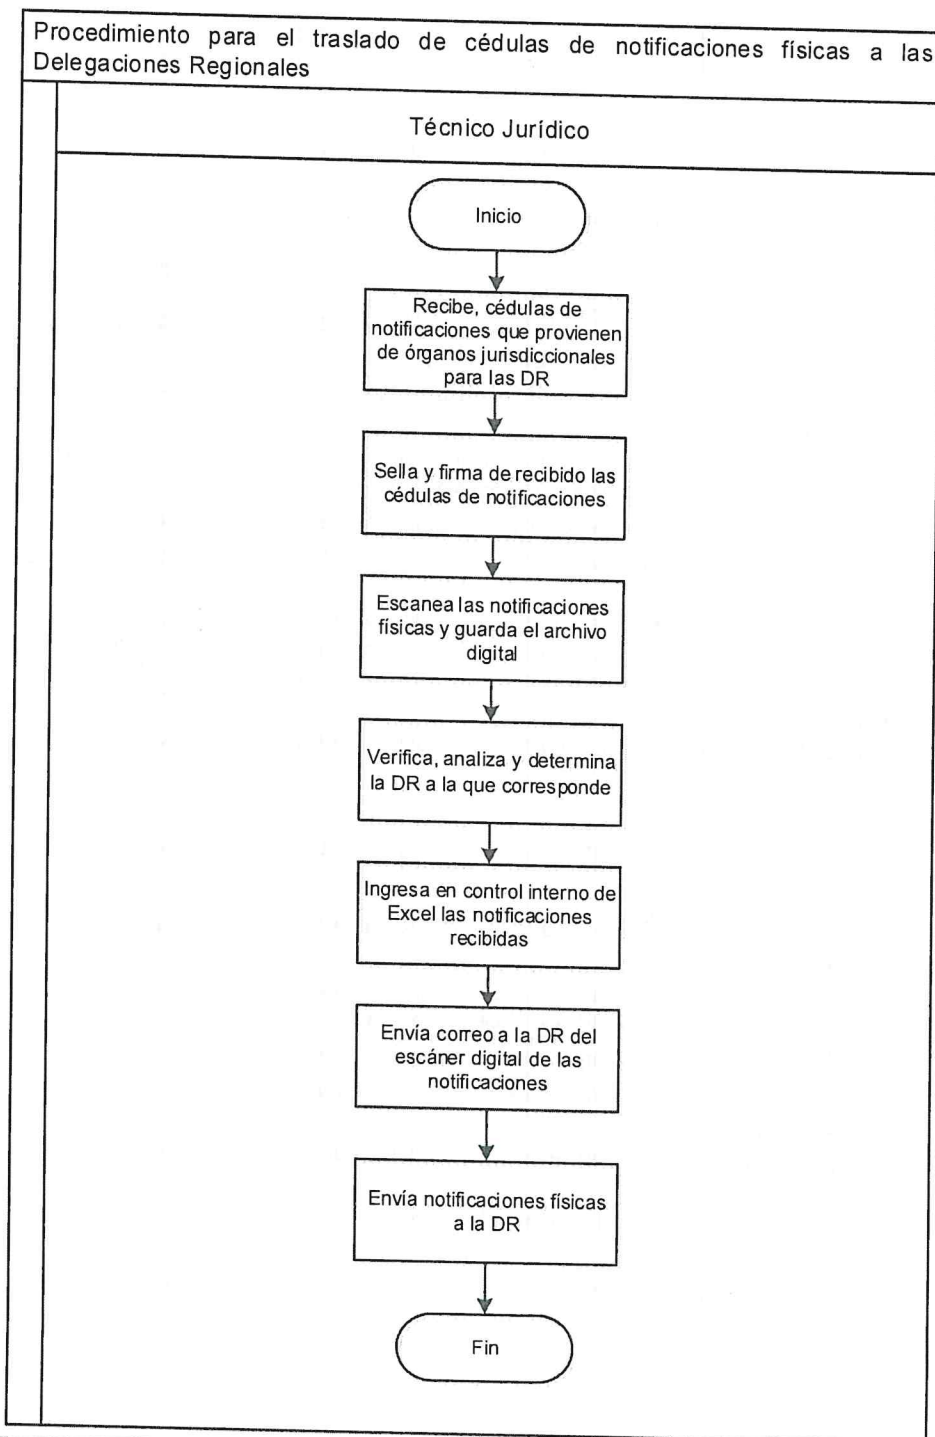 Procedimiento para el traslado de cédulas de notificaciones físicas a las
Delegaciones Regionales
Técnico Jurídico
Inicio
Recibe, cédulas de
notificaciones que provienen
de órganos jurisdiccionales
para las DR
Sella y firma de recibido las
cédulas de notificaciones
Escanea las notificaciones
físicas y guarda el archivo
digital
Verifica, analiza y determina
la DR a la que corresponde
Ingresa en control interno de
Excel las notificaciones
recibidas
Envía correo a la DR del
escáner digital de las
notificaciones
Envía notificaciones físicas
a la DR
Fin